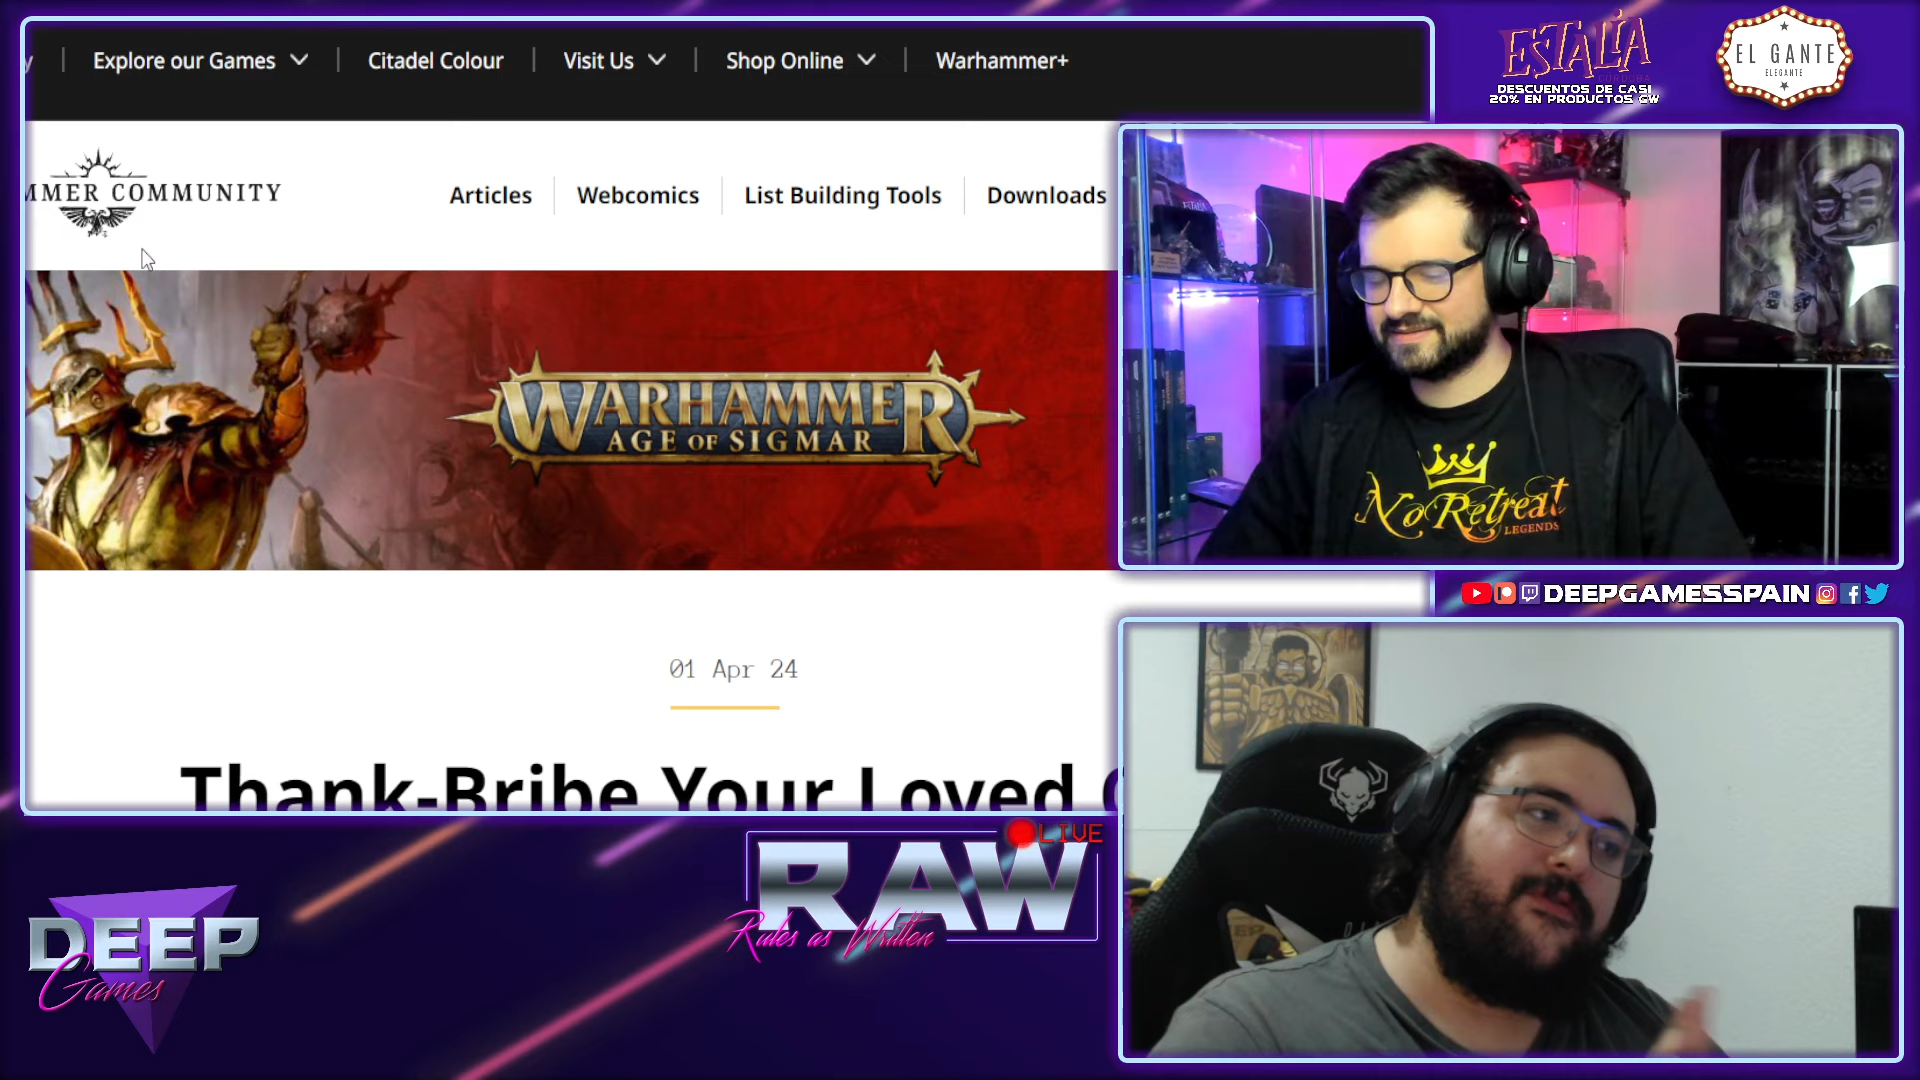 Explore our Games
Citadel Colour
Visit Us
Shop Online
Warhammer+
MMER COMMUNITY
Articles
Webcomics
List Building Tools
Downloads
WARHAMMER
AGE OF SIGMAR
01 Apr 24
Thank-Bribe Your Loved
ESTALIA
DESCUENTOS DE CASI
20% EN PRODUCTOS GW
EL GANTE
ELEGANTE
No Retreat
LEGENDS
DEEPGAMESSPAIN
LIVE
RAW
Rules as Written
DEEP
Games